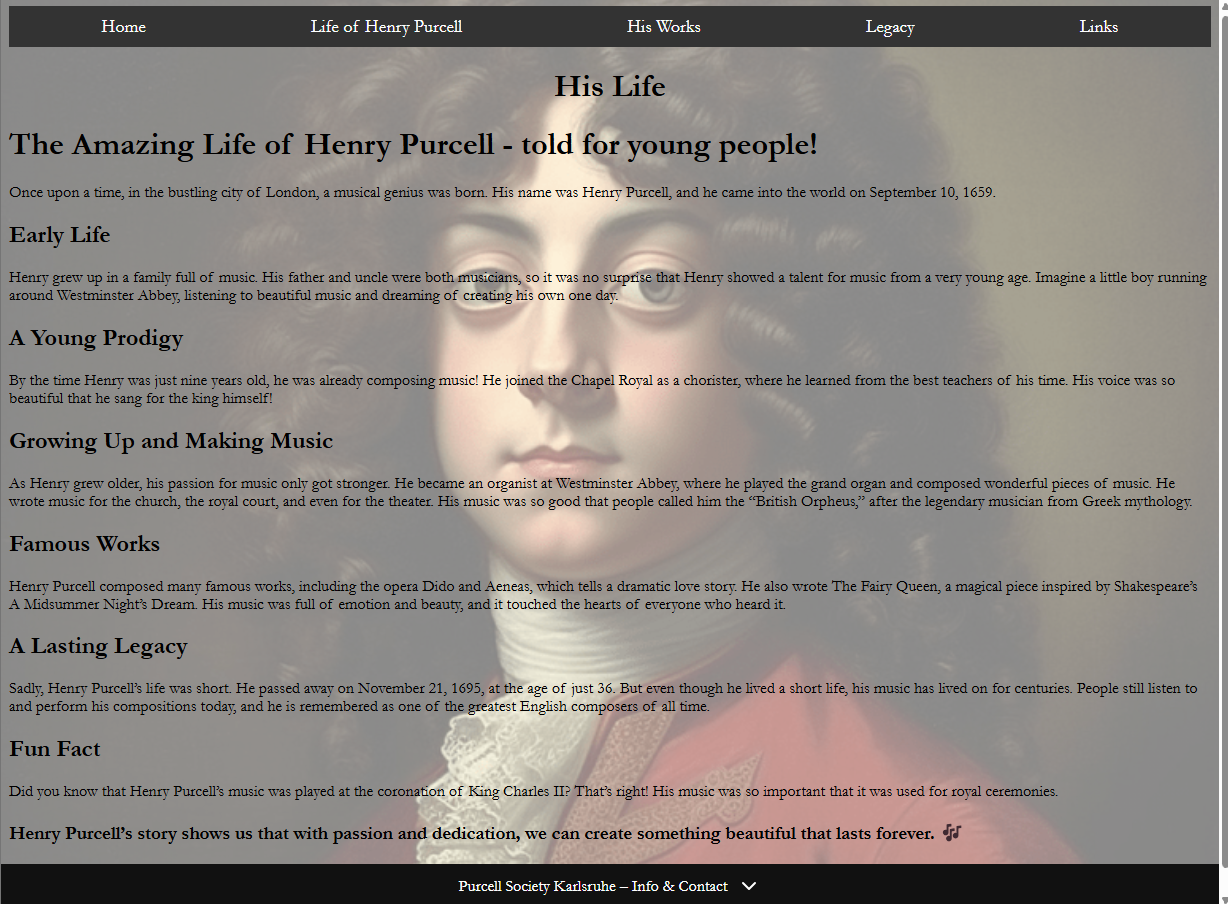 Home Life of Henry Purcell His Works Legacy Links
His Life
The Amazing Life of Henry Purcell - told for young people!
Once upon a time, in the bustling city of London, a musical genius was born. His name was Henry Purcell, and he came into the world on September 10, 1659.
Early Life
Henry grew up in a family full of music. His father and uncle were both musicians, so it was no surprise that Henry showed a talent for music from a very young age. Imagine a little boy running
around Westminster Abbey, listening to beautiful music and dreaming of creating his own one day.
A Young Prodigy
By the time Henry was just nine years old, he was already composing music! He joined the Chapel Royal as a chorister, where he learned from the best teachers of his time. His voice was so
beautiful that he sang for the king himself!
Growing Up and Making Music
As Henry grew older, his passion for music only got stronger. He became an organist at Westminster Abbey, where he played the grand organ and composed wonderful pieces of music. He
wrote music for the church, the royal court, and even for the theater. His music was so good that people called him the “British Orpheus,” after the legendary musician from Greek mythology.
Famous Works
Henry Purcell composed many famous works, including the opera Dido and Aeneas, which tells a dramatic love story. He also wrote The Fairy Queen, a magical piece inspired by Shakespeare’s
A Midsummer Night’s Dream. His music was full of emotion and beauty, and it touched the hearts of everyone who heard it.
A Lasting Legacy
Sadly, Henry Purcell’s life was short. He passed away on November 21, 1695, at the age of just 36. But even though he lived a short life, his music has lived on for centuries. People still listen to
and perform his compositions today, and he is remembered as one of the greatest English composers of all time.
Fun Fact
Did you know that Henry Purcell’s music was played at the coronation of King Charles II? That’s right! His music was so important that it was used for royal ceremonies.
Henry Purcell’s story shows us that with passion and dedication, we can create something beautiful that lasts forever. 🎶
Purcell Society Karlsruhe – Info & Contact